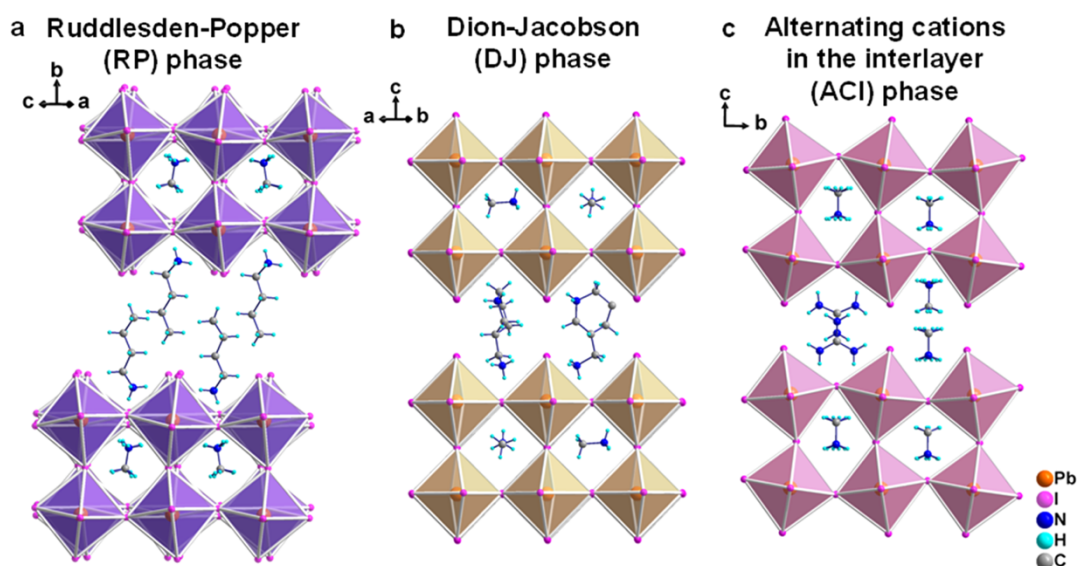 a Ruddlesden-Popper
(RP) phase
b
c a
b Dion-Jacobson
(DJ) phase
c
a b
c Alternating cations
in the interlayer
(ACI) phase
c
b
Pb
I
N
H
C